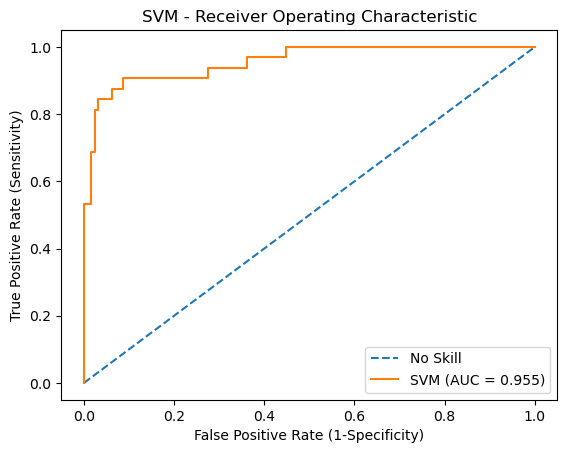 SVM - Receiver Operating Characteristic
True Positive Rate (Sensitivity)
1.0
0.8
0.6
0.4
0.2
0.0
No Skill
SVM (AUC = 0.955)
0.0 0.2 0.4 0.6 0.8 1.0
False Positive Rate (1-Specificity)